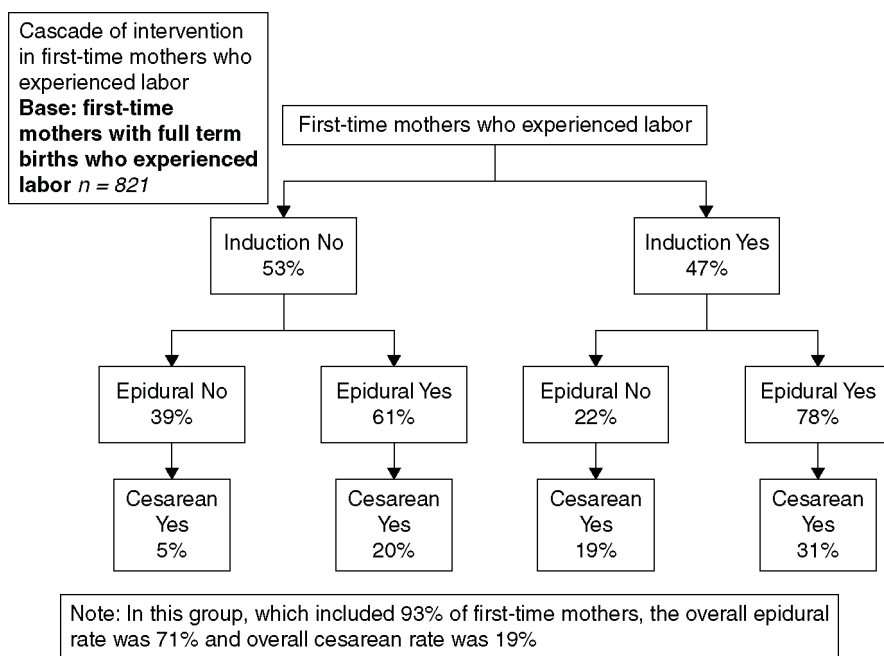 Cascade of intervention
in first-time mothers who
experienced labor
Base: first-time
mothers with full term
births who experienced
labor n = 821
First-time mothers who experienced labor
Induction No
53%
Induction Yes
47%
Epidural No
39%
Epidural Yes
61%
Epidural No
22%
Epidural Yes
78%
Cesarean
Yes
5%
Cesarean
Yes
20%
Cesarean
Yes
19%
Cesarean
Yes
31%
Note: In this group, which included 93% of first-time mothers, the overall epidural
rate was 71% and overall cesarean rate was 19%